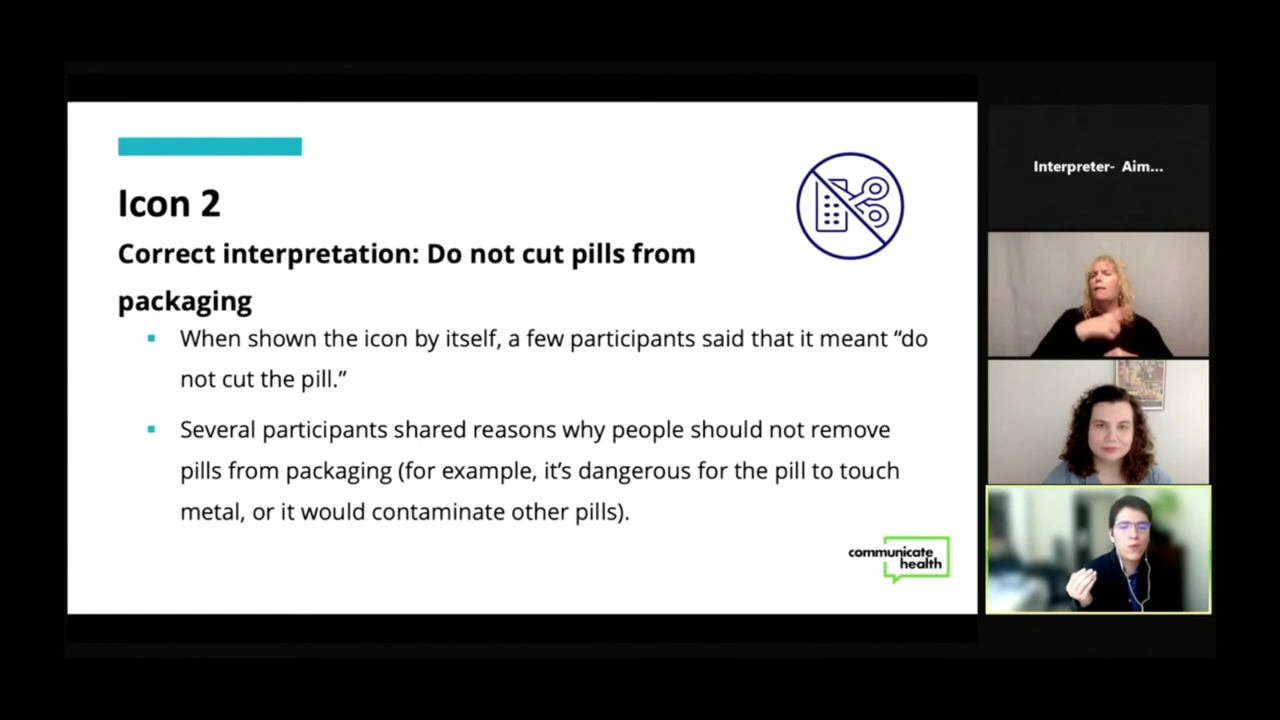 Icon 2
Correct interpretation: Do not cut pills from
packaging
When shown the icon by itself, a few participants said that it meant “do
not cut the pill.”
Several participants shared reasons why people should not remove
pills from packaging (for example, it’s dangerous for the pill to touch
metal, or it would contaminate other pills).
communicate
health
Interpreter- Aim...